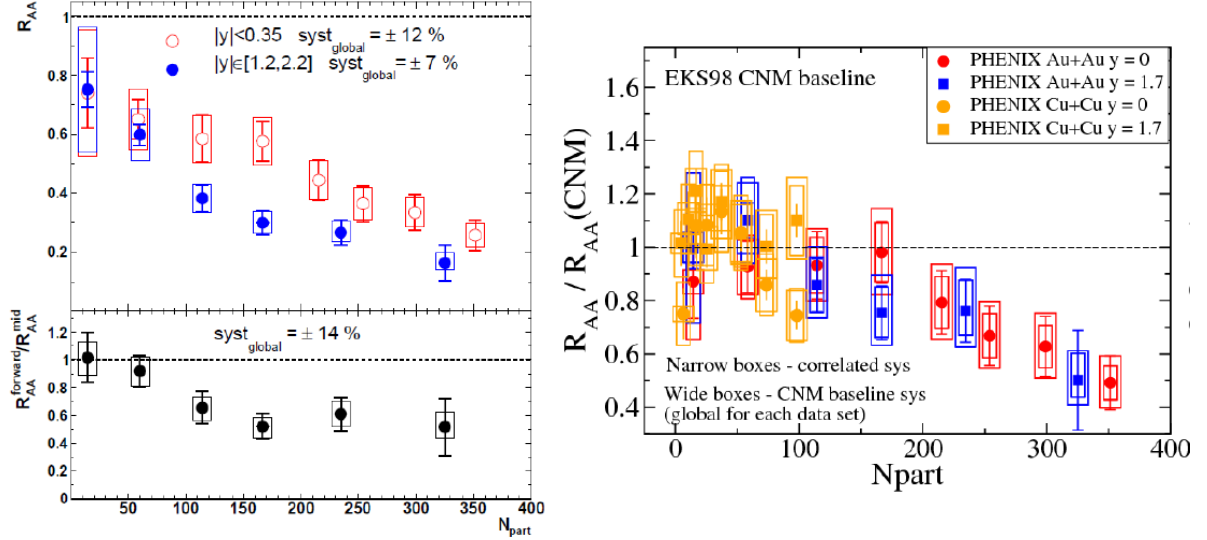 R_AA
1
|y|<0.35 syst_global = ± 12 %
|y|∈[1.2,2.2] syst_global = ± 7 %
0.8
0.6
0.4
0.2
R_AA^forward/R_AA^mid
1.2
syst_global = ± 14 %
1
0.8
0.6
0.4
0.2
0
0 50 100 150 200 250 300 350 400
N_part
R_AA / R_AA(CNM)
1.6
1.4
1.2
1.0
0.8
0.6
0.4
EKS98 CNM baseline
PHENIX Au+Au y = 0
PHENIX Au+Au y = 1.7
PHENIX Cu+Cu y = 0
PHENIX Cu+Cu y = 1.7
Narrow boxes - correlated sys
Wide boxes - CNM baseline sys
(global for each data set)
0 100 200 300 400
Npart